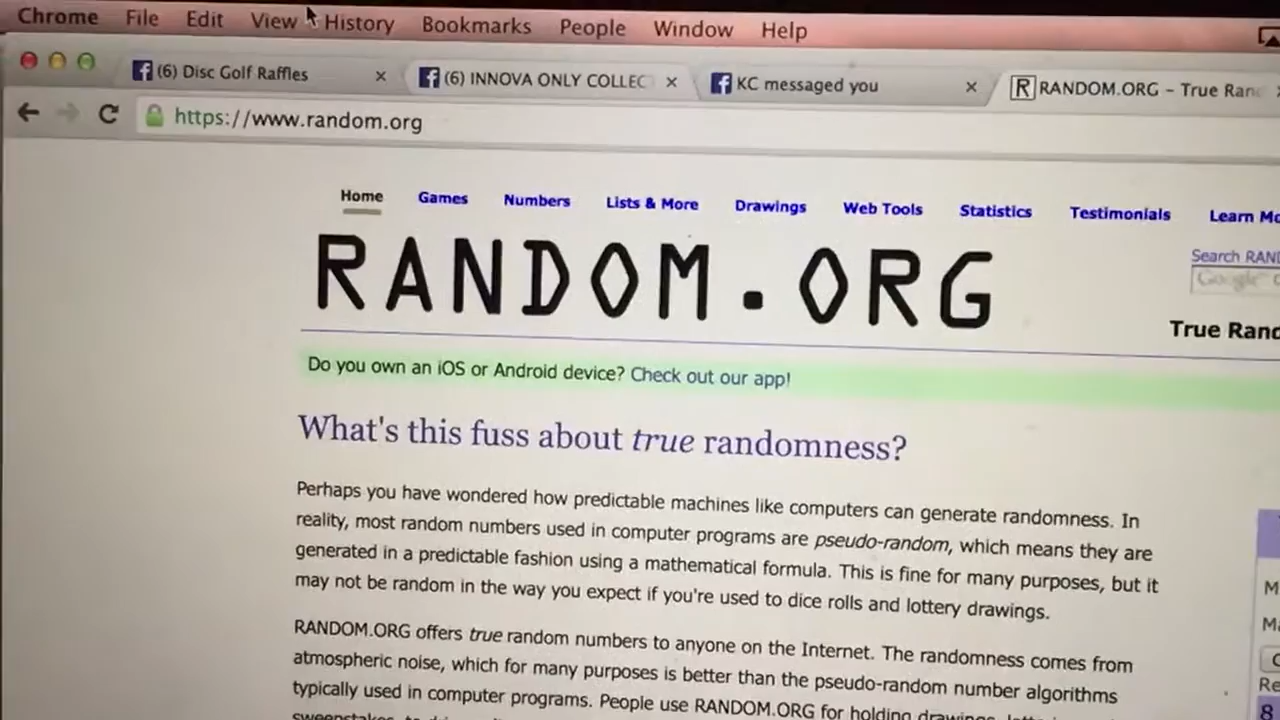 Chrome File Edit View History Bookmarks People Window Help
(6) Disc Golf Raffles
(6) INNOVA ONLY COLLEC
KC messaged you
RANDOM.ORG – True Ran
https://www.random.org
Home Games Numbers Lists & More Drawings Web Tools Statistics Testimonials Learn Mo
RANDOM.ORG
Search RAN
Google
True Rand
Do you own an iOS or Android device? Check out our app!
What's this fuss about true randomness?
Perhaps you have wondered how predictable machines like computers can generate randomness. In
reality, most random numbers used in computer programs are pseudo-random, which means they are
generated in a predictable fashion using a mathematical formula. This is fine for many purposes, but it
may not be random in the way you expect if you're used to dice rolls and lottery drawings.
RANDOM.ORG offers true random numbers to anyone on the Internet. The randomness comes from
atmospheric noise, which for many purposes is better than the pseudo-random number algorithms
typically used in computer programs. People use RANDOM.ORG for holding drawings,